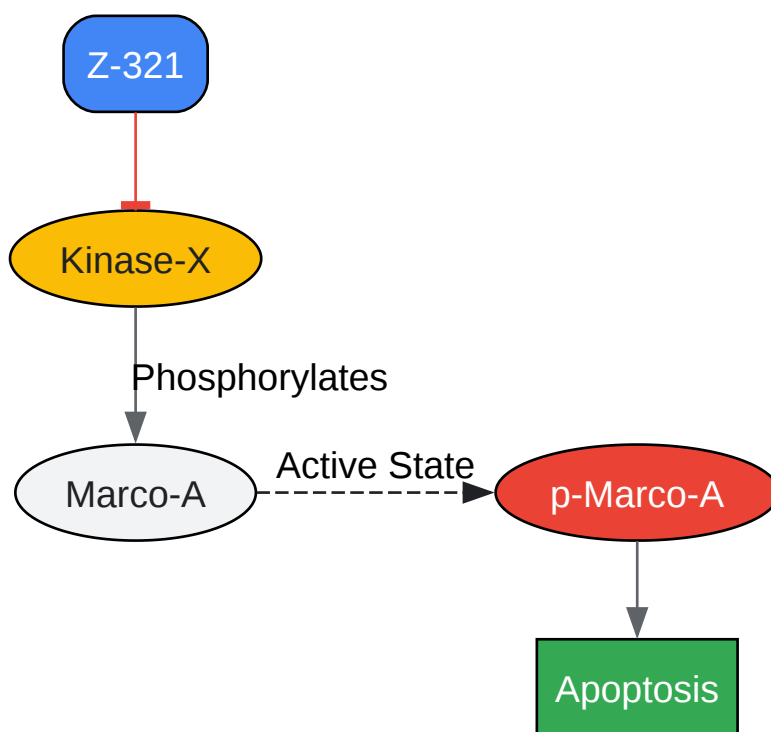 Z-321
Kinase-X
Phosphorylates
Marco-A
Active State
p-Marco-A
Apoptosis